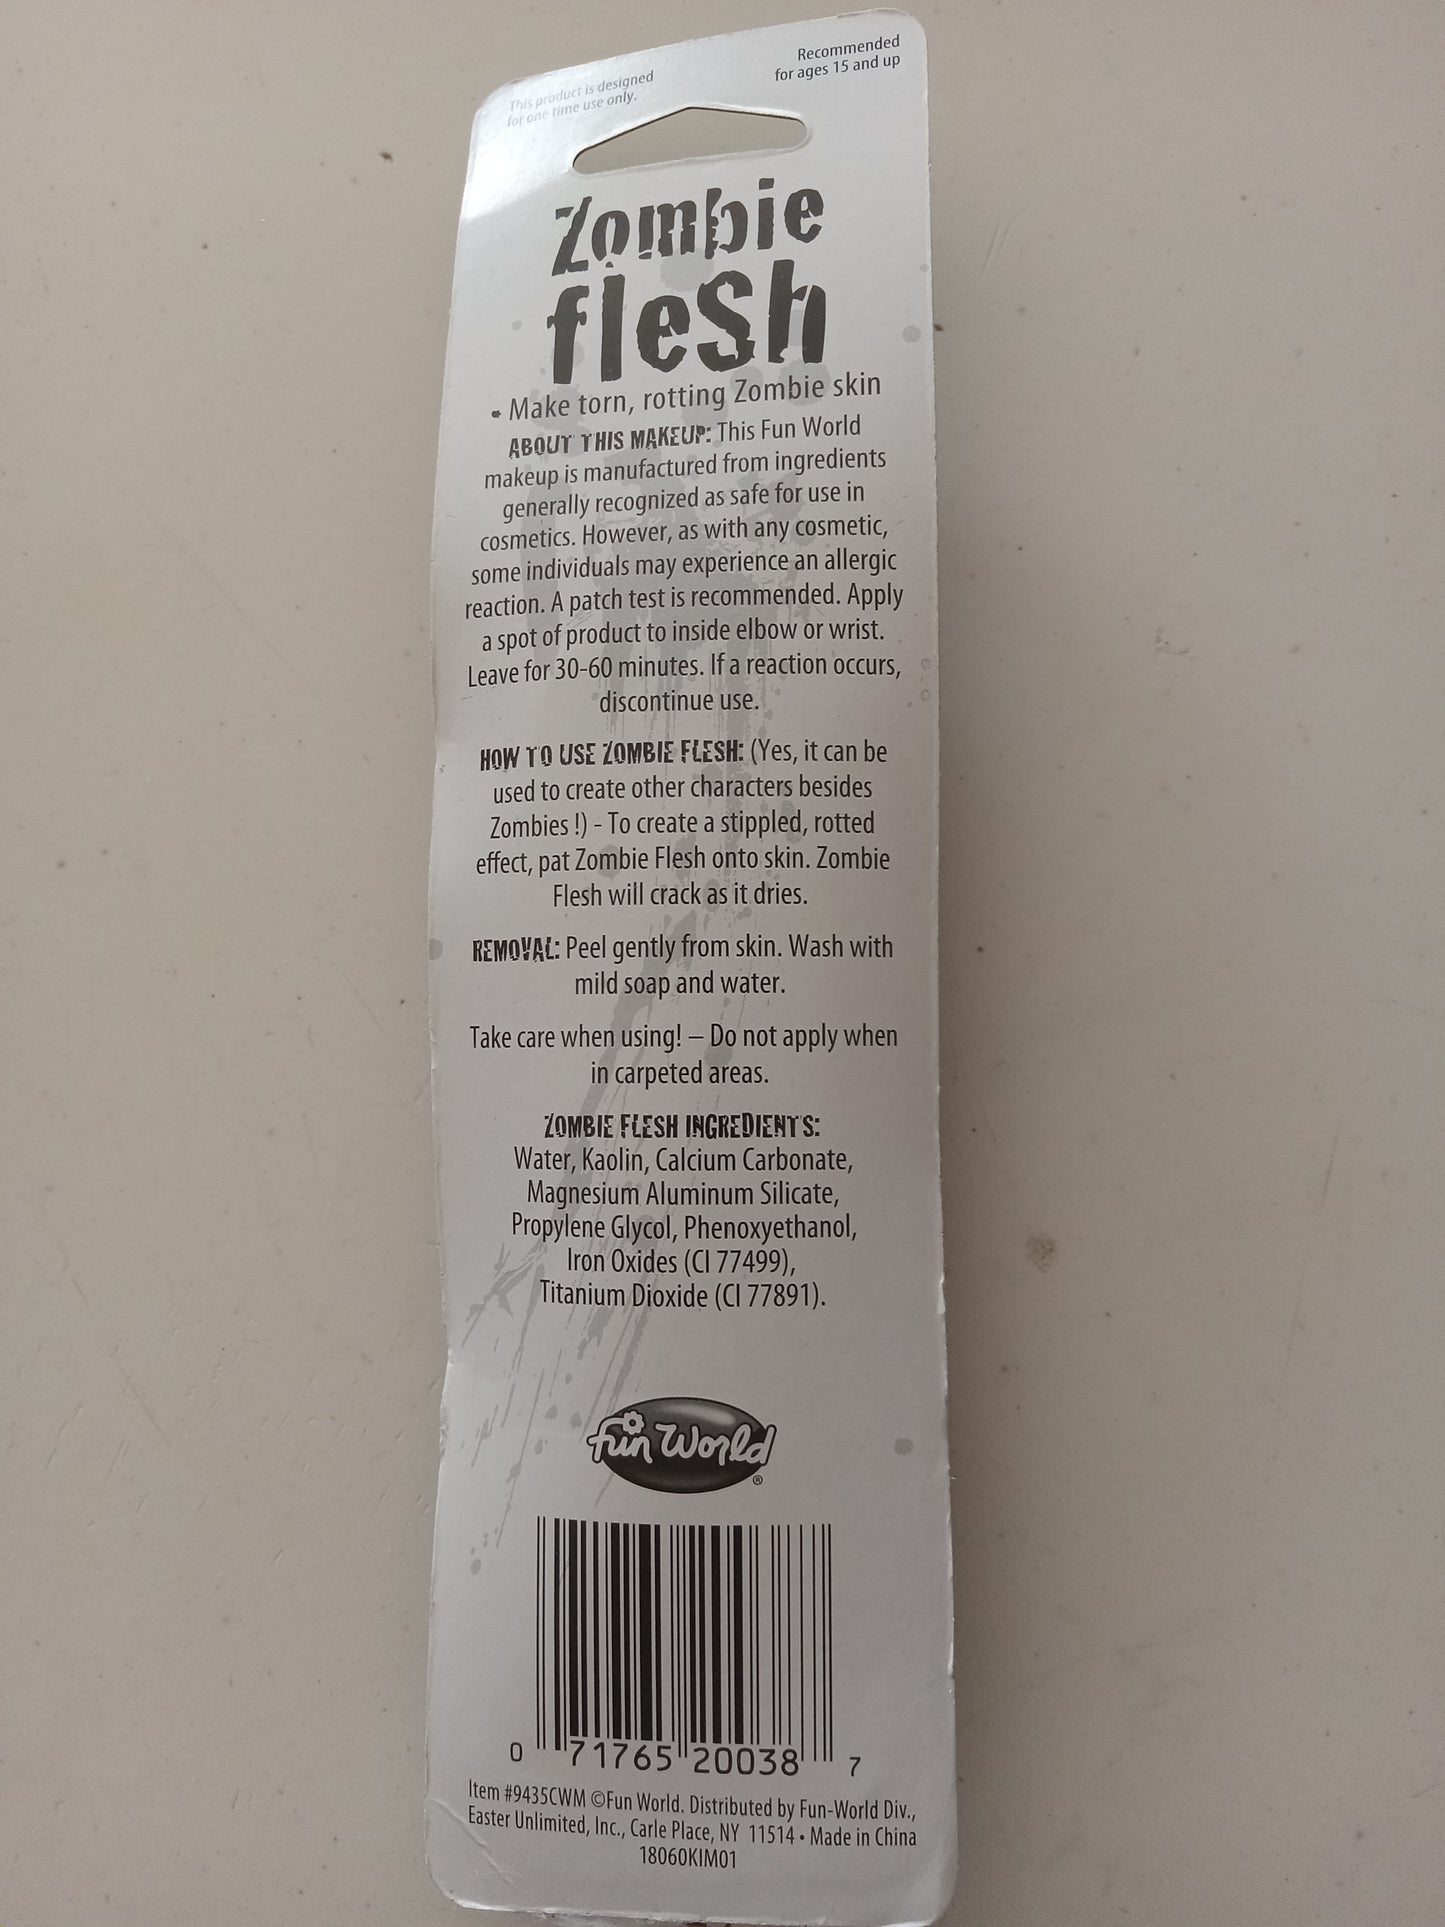 This product is designed
for one time use only.
Recommended
for ages 15 and up
Zombie
flesh
- Make torn, rotting Zombie skin
ABOUT THIS MAKEUP: This Fun World
makeup is manufactured from ingredients
generally recognized as safe for use in
cosmetics. However, as with any cosmetic,
some individuals may experience an allergic
reaction. A patch test is recommended. Apply
a spot of product to inside elbow or wrist.
Leave for 30-60 minutes. If a reaction occurs,
discontinue use.
HOW TO USE ZOMBIE FLESH: (Yes, it can be
used to create other characters besides
Zombies !) - To create a stippled, rotted
effect, pat Zombie Flesh onto skin. Zombie
Flesh will crack as it dries.
REMOVAL: Peel gently from skin. Wash with
mild soap and water.
Take care when using! – Do not apply when
in carpeted areas.
ZOMBIE FLESH INGREDIENTS:
Water, Kaolin, Calcium Carbonate,
Magnesium Aluminum Silicate,
Propylene Glycol, Phenoxyethanol,
Iron Oxides (CI 77499),
Titanium Dioxide (CI 77891).
fun World ®
0 71765 20038 7
Item #9435CWM ©Fun World. Distributed by Fun-World Div.,
Easter Unlimited, Inc., Carle Place, NY 11514 • Made in China
18060KIM01